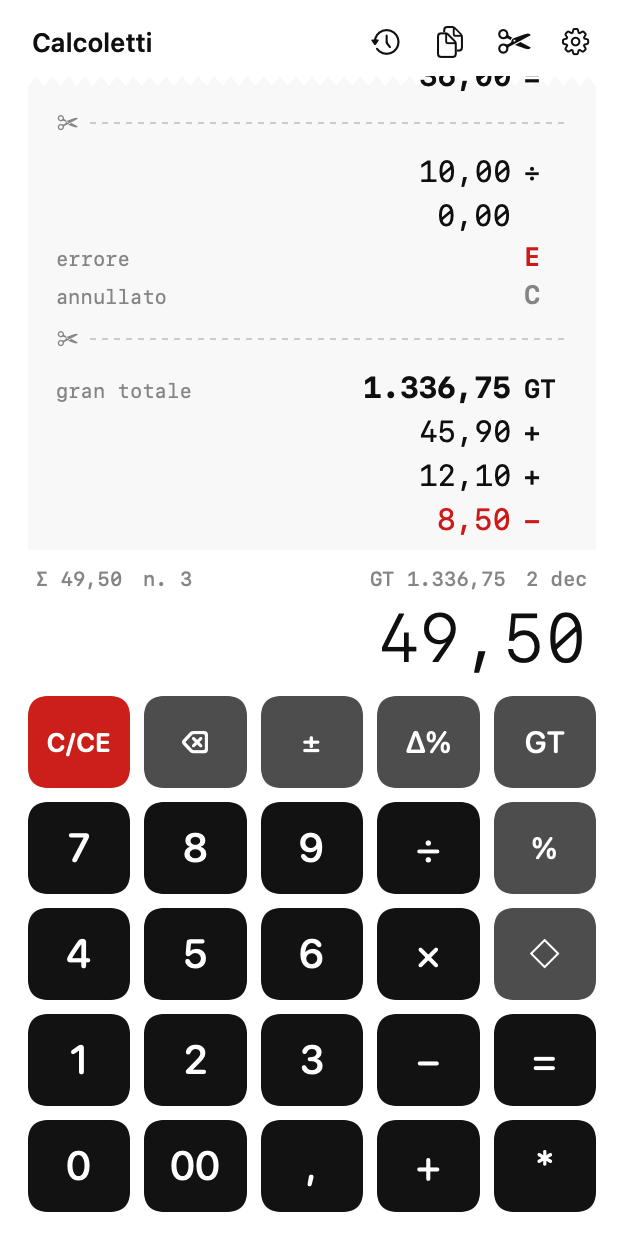 Calcoletti
36,00 =
10,00 ÷
0,00
errore E
annullato C
gran totale 1.336,75 GT
45,90 +
12,10 +
8,50 −
Σ 49,50 n. 3 GT 1.336,75 2 dec
49,50
C/CE ± Δ% GT
7 8 9 ÷ %
4 5 6 × ◇
1 2 3 − =
0 00 , + *